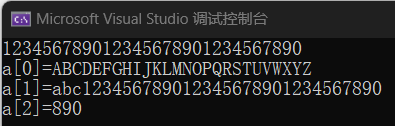 Microsoft Visual Studio 调试控制台
123456789012345678901234567890
a[0]=ABCDEFGHIJKLMNOPQRSTUVWXYZ
a[1]=abc123456789012345678901234567890
a[2]=890